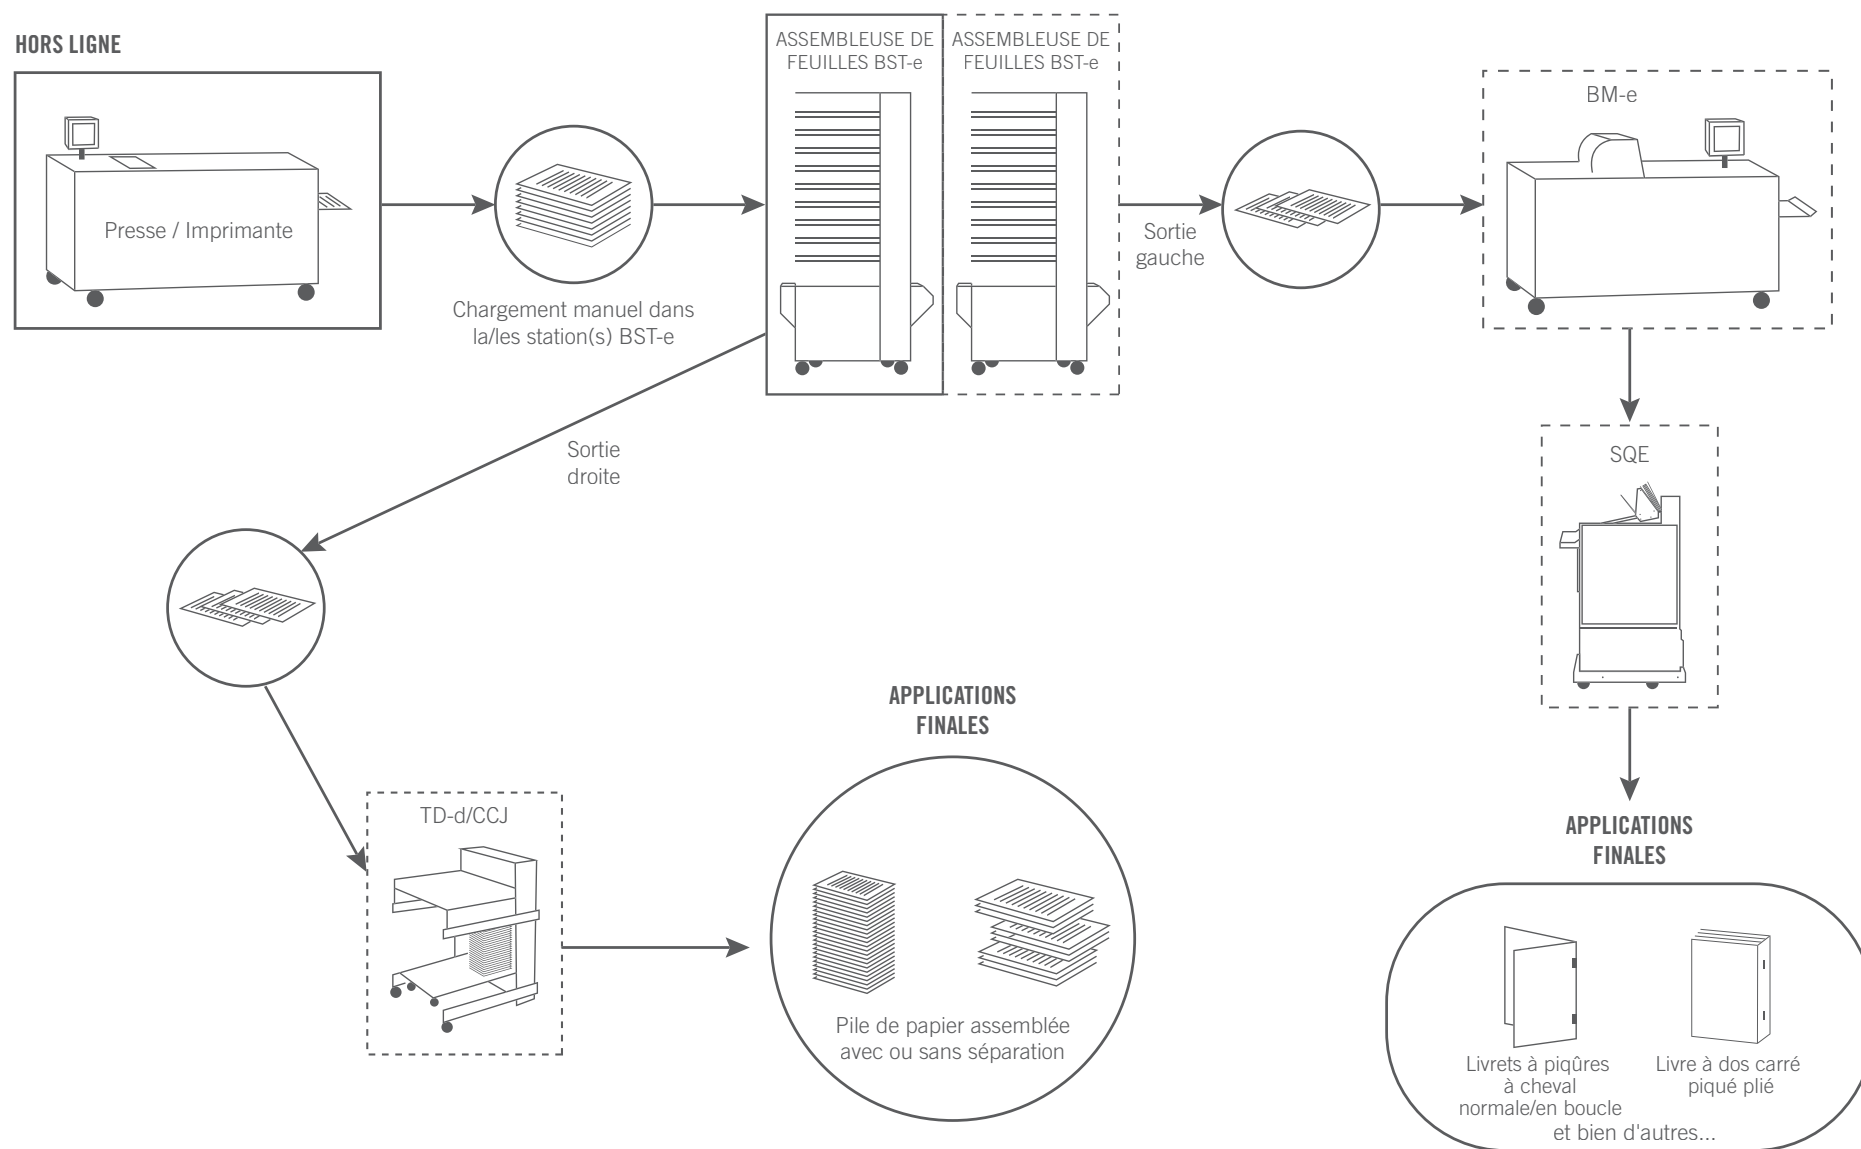 HORS LIGNE
Presse / Imprimante
Chargement manuel dans
la/les station(s) BST-e
ASSEMBLEUSE DE
FEUILLES BST-e
ASSEMBLEUSE DE
FEUILLES BST-e
Sortie
gauche
BM-e
SQE
Sortie
droite
TD-d/CCJ
APPLICATIONS
FINALES
Pile de papier assemblée
avec ou sans séparation
APPLICATIONS
FINALES
Livrets à piqûres
à cheval
normale/en boucle
Livre à dos carré
piqué plié
et bien d'autres...